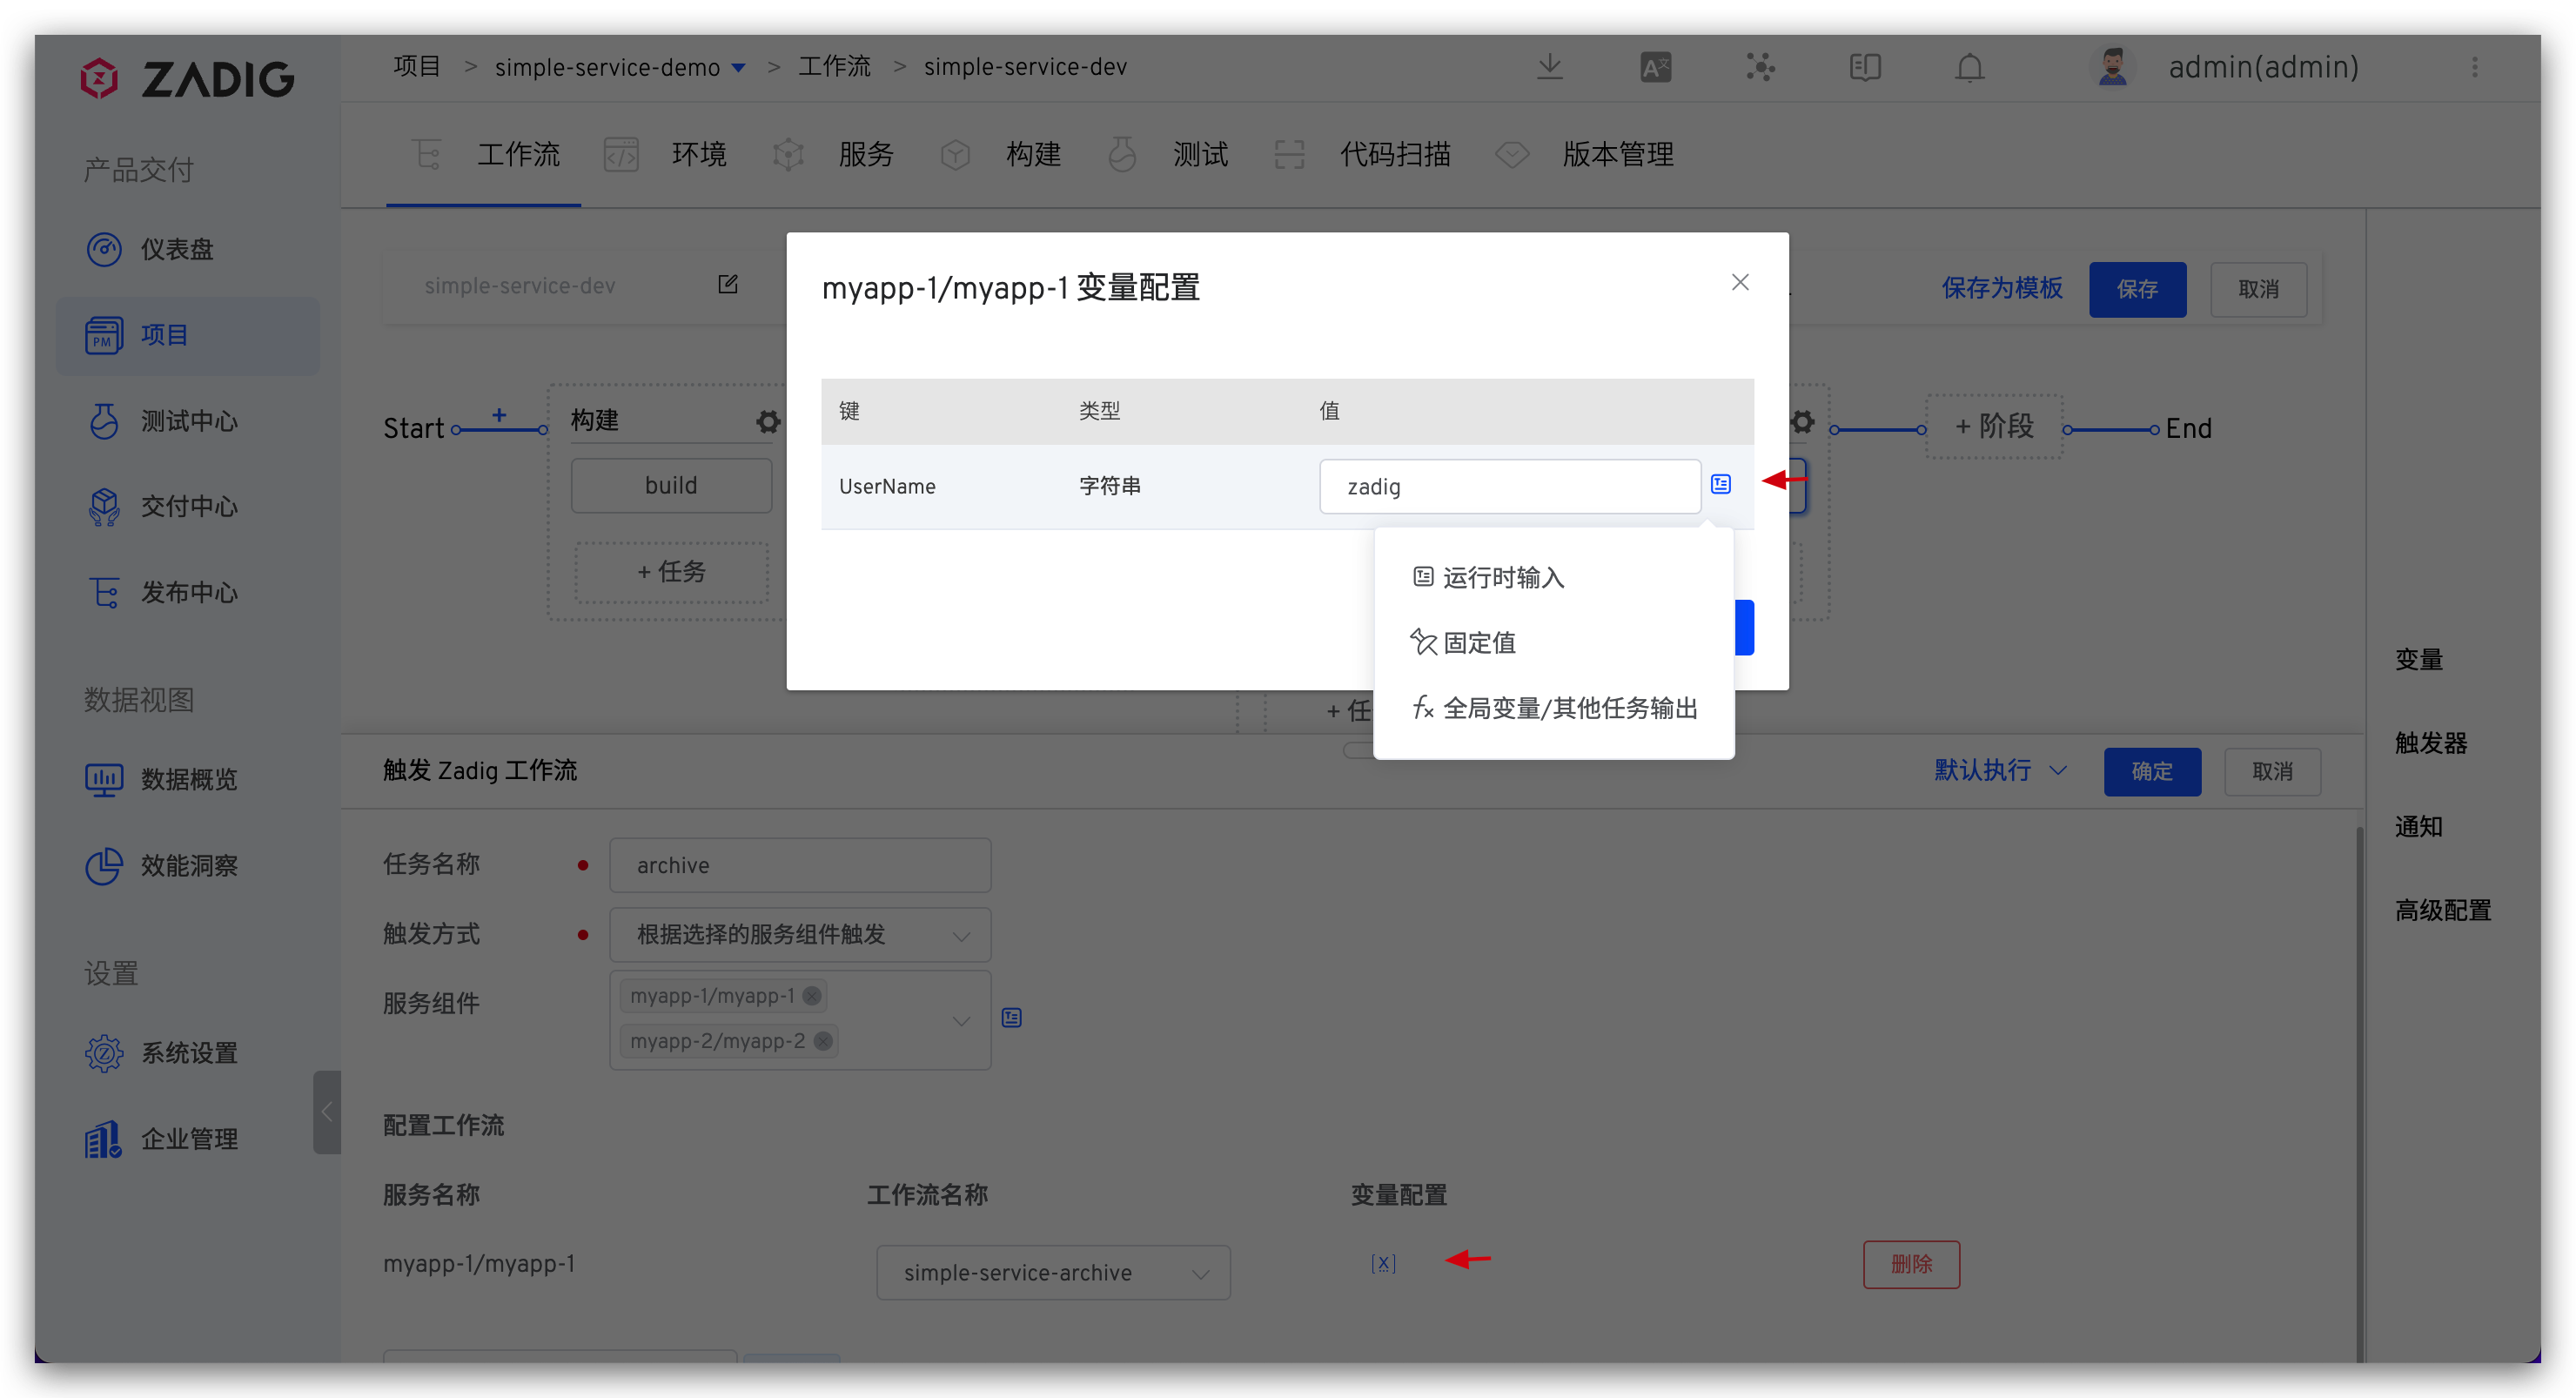 ZADIG
项目 > simple-service-demo > 工作流 > simple-service-dev
admin(admin)
工作流 环境 服务 构建 测试 代码扫描 版本管理
产品交付
仪表盘
PM 项目
测试中心
交付中心
发布中心
数据视图
数据概览
效能洞察
设置
系统设置
企业管理
simple-service-dev
保存为模板 保存 取消
Start
构建
build
+ 任务
+ 阶段
End
myapp-1/myapp-1 变量配置
键 类型 值
UserName 字符串 zadig
运行时输入
固定值
全局变量/其他任务输出
+ 任
变量
触发器
通知
高级配置
触发 Zadig 工作流
默认执行 确定 取消
任务名称 archive
触发方式 根据选择的服务组件触发
服务组件 myapp-1/myapp-1
myapp-2/myapp-2
配置工作流
服务名称 工作流名称 变量配置
myapp-1/myapp-1 simple-service-archive [x] 删除